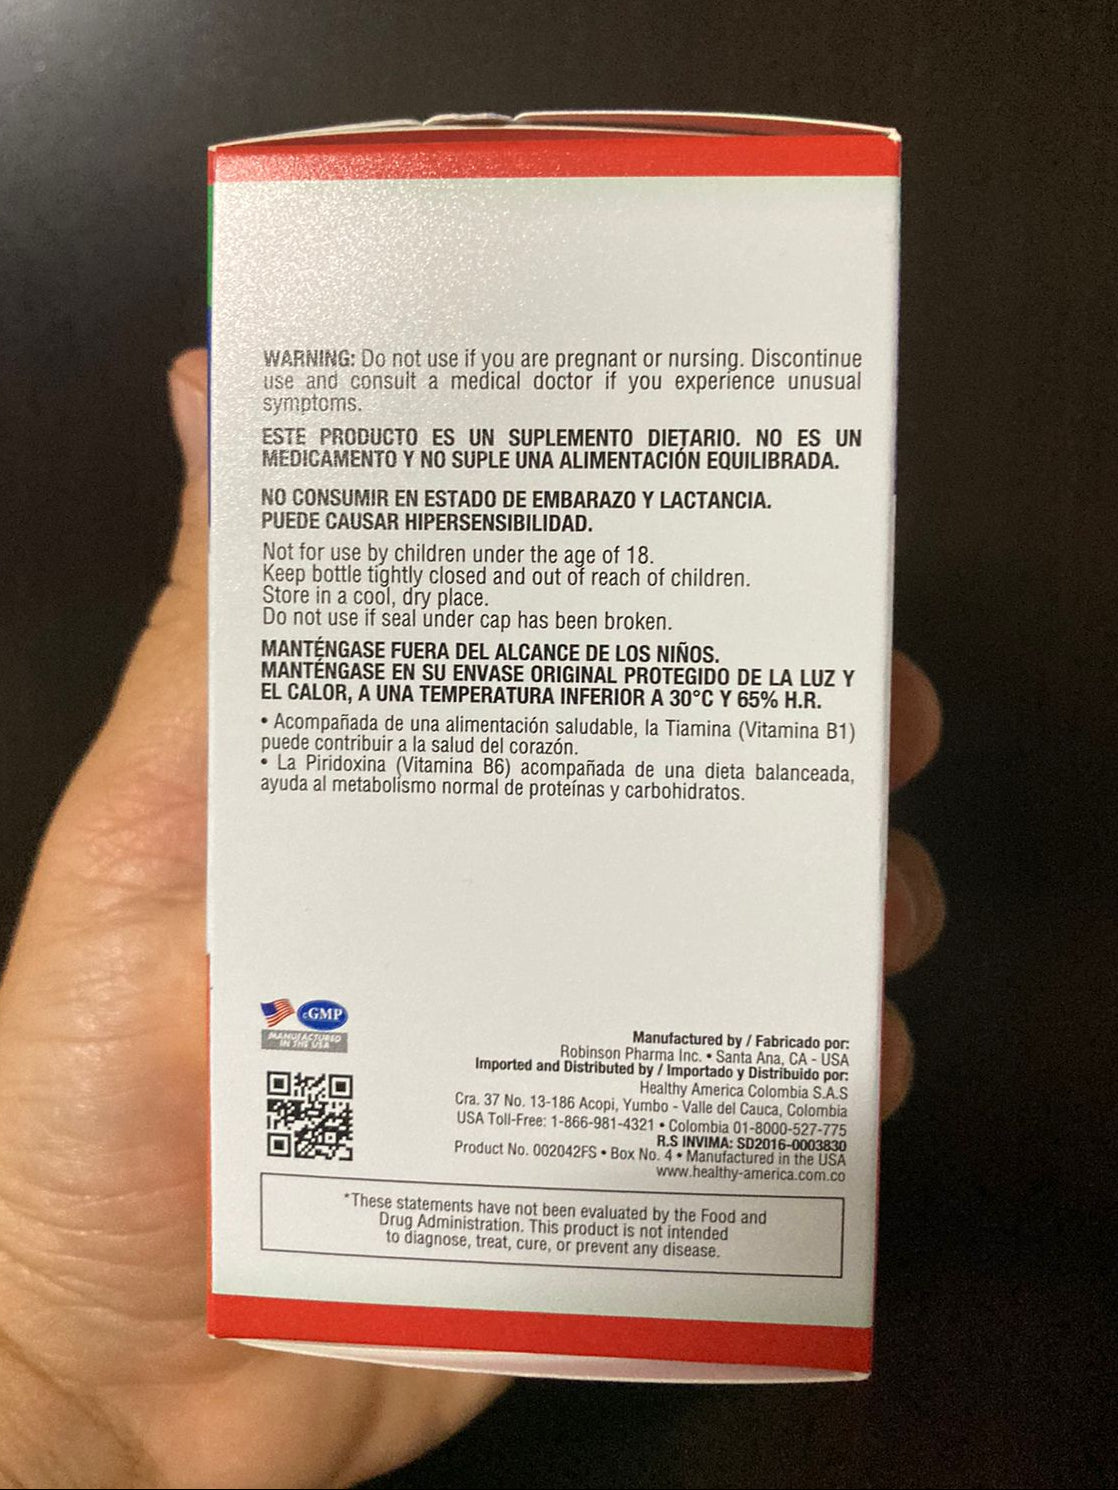 WARNING: Do not use if you are pregnant or nursing. Discontinue
use and consult a medical doctor if you experience unusual
symptoms.
ESTE PRODUCTO ES UN SUPLEMENTO DIETARIO. NO ES UN
MEDICAMENTO Y NO SUPLE UNA ALIMENTACIÓN EQUILIBRADA.
NO CONSUMIR EN ESTADO DE EMBARAZO Y LACTANCIA.
PUEDE CAUSAR HIPERSENSIBILIDAD.
Not for use by children under the age of 18.
Keep bottle tightly closed and out of reach of children.
Store in a cool, dry place.
Do not use if seal under cap has been broken.
MANTÉNGASE FUERA DEL ALCANCE DE LOS NIÑOS.
MANTÉNGASE EN SU ENVASE ORIGINAL PROTEGIDO DE LA LUZ Y
EL CALOR, A UNA TEMPERATURA INFERIOR A 30°C Y 65% H.R.
• Acompañada de una alimentación saludable, la Tiamina (Vitamina B1)
puede contribuir a la salud del corazón.
• La Piridoxina (Vitamina B6) acompañada de una dieta balanceada,
ayuda al metabolismo normal de proteínas y carbohidratos.
cGMP
MANUFACTURED
IN THE USA
Manufactured by / Fabricado por:
Robinson Pharma Inc. • Santa Ana, CA - USA
Imported and Distributed by / Importado y Distribuido por:
Healthy America Colombia S.A.S
Cra. 37 No. 13-186 Acopi, Yumbo - Valle del Cauca, Colombia
USA Toll-Free: 1-866-981-4321 • Colombia 01-8000-527-775
R.S INVIMA: SD2016-0003830
Product No. 002042FS • Box No. 4 • Manufactured in the USA
www.healthy-america.com.co
*These statements have not been evaluated by the Food and
Drug Administration. This product is not intended
to diagnose, treat, cure, or prevent any disease.